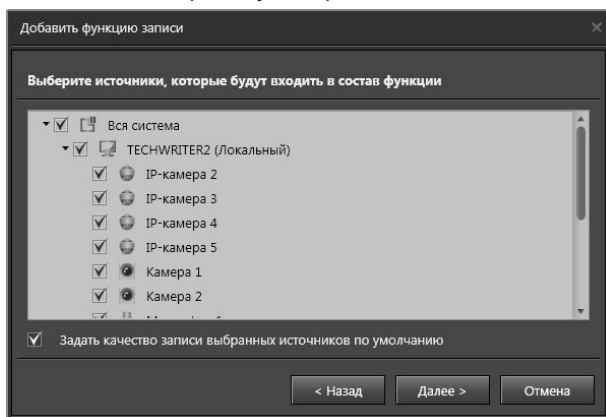 Добавить функцию записи
Выберите источники, которые будут входить в состав функции
Вся система
TECHWRITER2 (Локальный)
IP-камера 2
IP-камера 3
IP-камера 4
IP-камера 5
Камера 1
Камера 2
Задать качество записи выбранных источников по умолчанию
< Назад Далее > Отмена